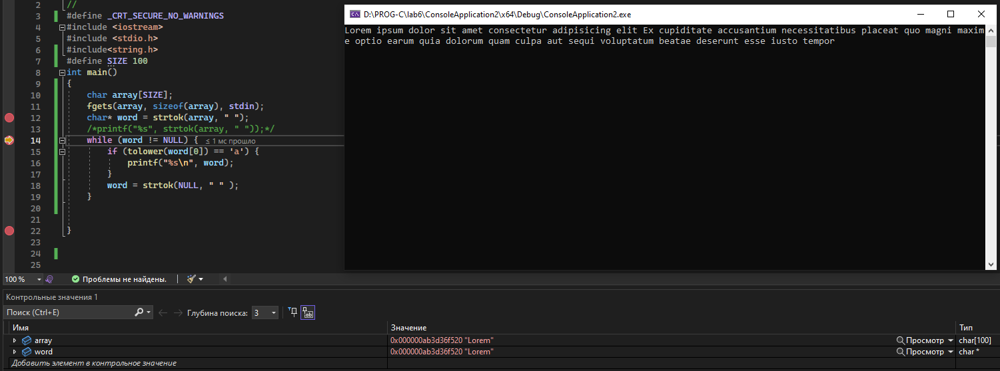 2 //
3 #define _CRT_SECURE_NO_WARNINGS
4 #include <iostream>
5 #include <stdio.h>
6 #include<string.h>
7 #define SIZE 100
8 int main()
9 {
10 char array[SIZE];
11 fgets(array, sizeof(array), stdin);
12 char* word = strtok(array, " ");
13 /*printf("%s", strtok(array, " "));*/
14 while (word != NULL) { ≤ 1 мс прошло
15 if (tolower(word[0]) == 'a') {
16 printf("%s\n", word);
17 }
18 word = strtok(NULL, " " );
19 }
20
21
22 }
23
24
25
D:\PROG-C\lab6\ConsoleApplication2\x64\Debug\ConsoleApplication2.exe
Lorem ipsum dolor sit amet consectetur adipisicing elit Ex cupiditate accusantium necessitatibus placeat quo magni maxim
e optio earum quia dolorum quam culpa aut sequi voluptatum beatae deserunt esse iusto tempor
100 % Проблемы не найдены.
Контрольные значения 1
Поиск (Ctrl+E) Глубина поиска: 3
Имя Значение Тип
array 0x000000ab3d36f520 "Lorem" Просмотр char[100]
word 0x000000ab3d36f520 "Lorem" Просмотр char *
Добавить элемент в контрольное значение